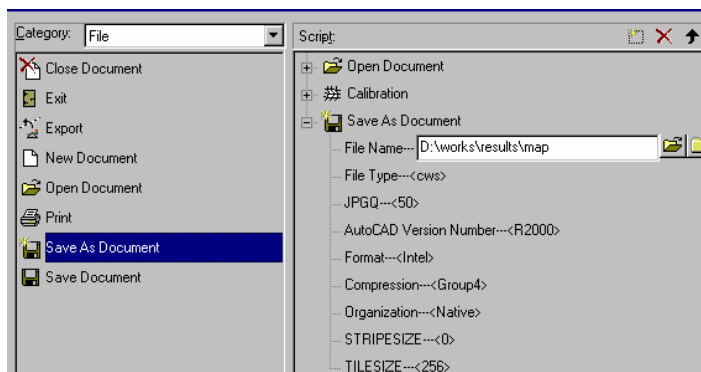 Category: File
Close Document
Exit
Export
New Document
Open Document
Print
Save As Document
Save Document
Script:
Open Document
Calibration
Save As Document
File Name--- D:\works\results\map
File Type---<cws>
JPGQ---<50>
AutoCAD Version Number---<R2000>
Format---<Intel>
Compression---<Group4>
Organization---<Native>
STRIPESIZE---<0>
TILESIZE---<256>